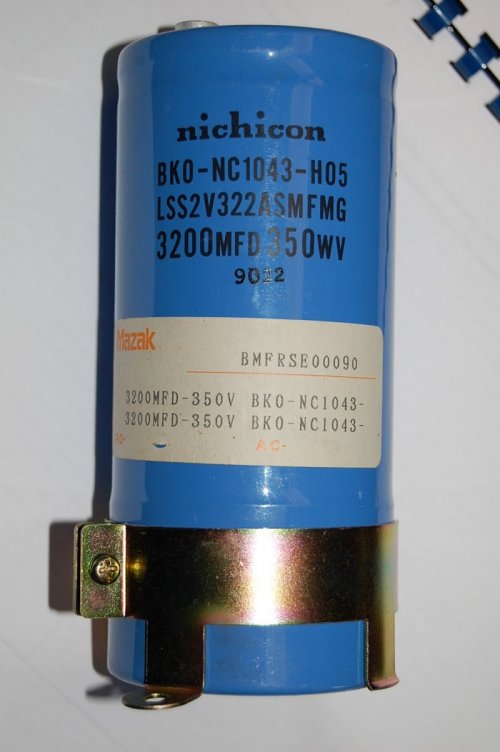 nichicon
BKO-NC1043-H05
LSS2V322ASMFMG
3200MFD 350WV
9022
Mazak
BMFRSE00090
3200MFD-350V BKO-NC1043-
3200MFD-350V BKO-NC1043-
AC-